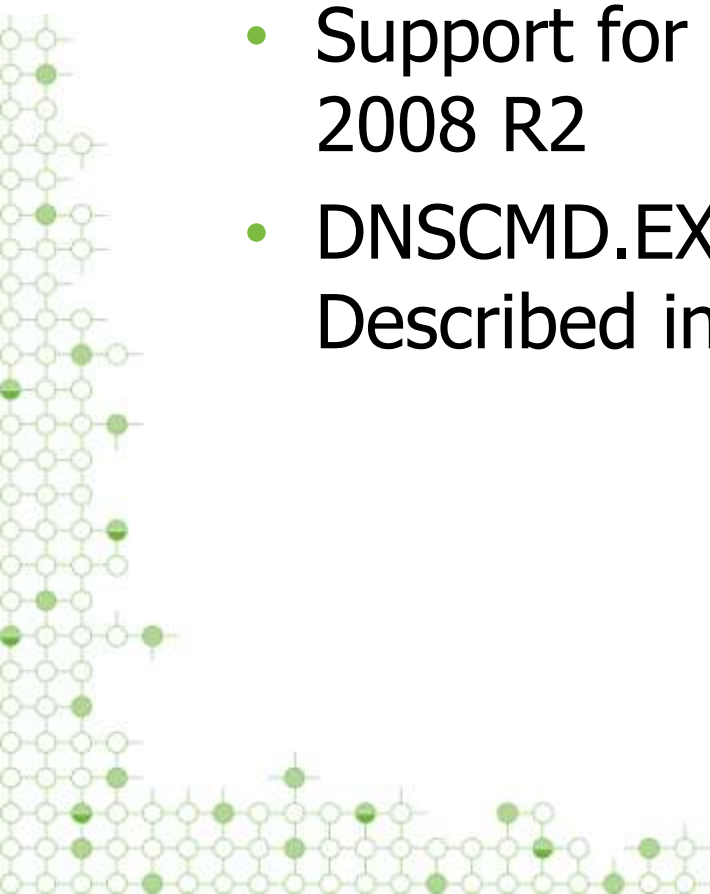 • Support for
2008 R2
• DNSCMD.EX
Described in